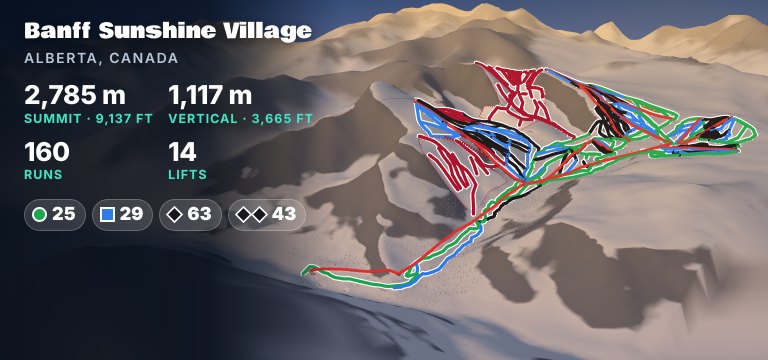 Banff Sunshine Village
ALBERTA, CANADA
2,785 m 1,117 m
SUMMIT · 9,137 FT VERTICAL · 3,665 FT
160 14
RUNS LIFTS
25 29 63 43